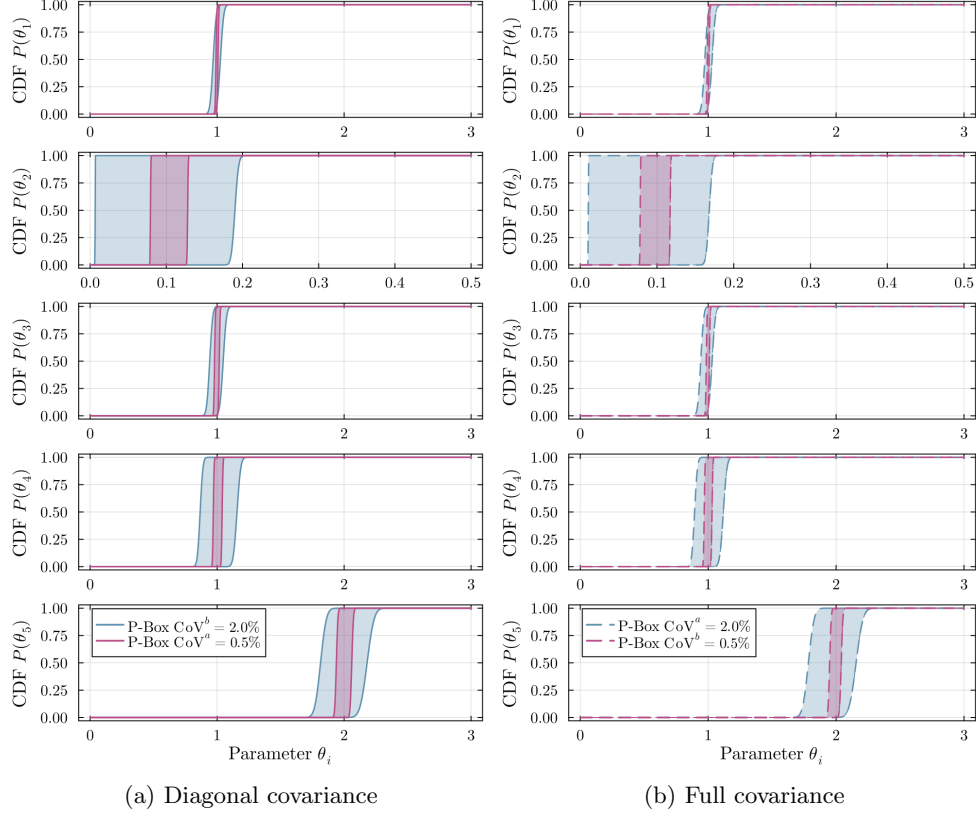 1.00
0.75
0.50
0.25
0.00
CDF P(θ₁)
0 1 2 3
1.00
0.75
0.50
0.25
0.00
CDF P(θ₂)
0.0 0.1 0.2 0.3 0.4 0.5
1.00
0.75
0.50
0.25
0.00
CDF P(θ₃)
0 1 2 3
1.00
0.75
0.50
0.25
0.00
CDF P(θ₄)
0 1 2 3
1.00
0.75
0.50
0.25
0.00
CDF P(θ₅)
P-Box CoVᵇ = 2.0%
P-Box CoVᵃ = 0.5%
0 1 2 3
Parameter θᵢ
(a) Diagonal covariance
1.00
0.75
0.50
0.25
0.00
CDF P(θ₁)
0 1 2 3
1.00
0.75
0.50
0.25
0.00
CDF P(θ₂)
0.0 0.1 0.2 0.3 0.4 0.5
1.00
0.75
0.50
0.25
0.00
CDF P(θ₃)
0 1 2 3
1.00
0.75
0.50
0.25
0.00
CDF P(θ₄)
0 1 2 3
1.00
0.75
0.50
0.25
0.00
CDF P(θ₅)
P-Box CoVᵃ = 2.0%
P-Box CoVᵇ = 0.5%
0 1 2 3
Parameter θᵢ
(b) Full covariance